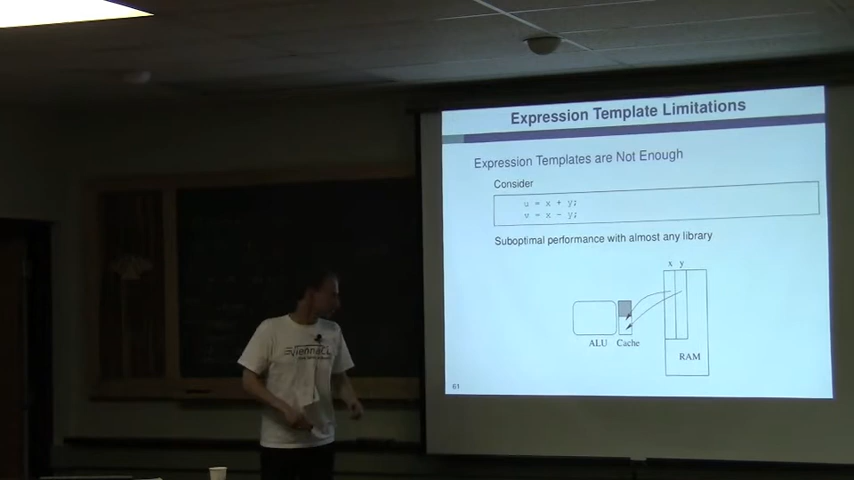 Expression Template Limitations
Expression Templates are Not Enough
Consider
u = x + y;
v = x - y;
Suboptimal performance with almost any library
x y
ALU Cache
RAM
61
ViennaCL